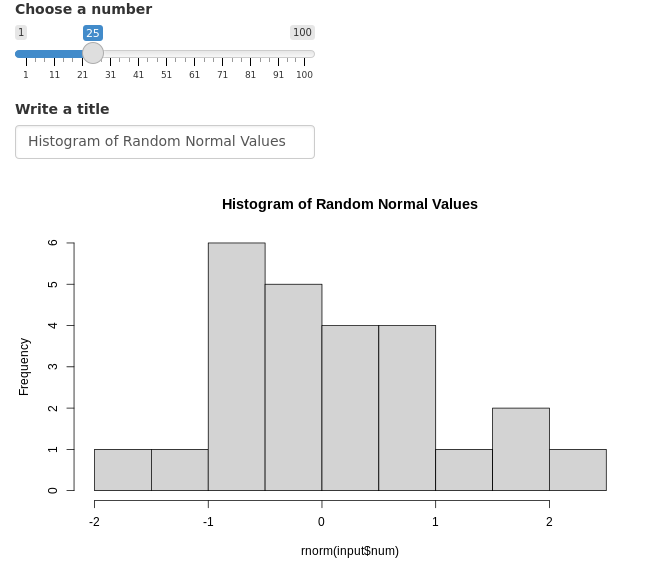 Choose a number
1 25 100
1 11 21 31 41 51 61 71 81 91 100
Write a title
Histogram of Random Normal Values
Histogram of Random Normal Values
6
5
4
3
2
1
0
Frequency
-2 -1 0 1 2
rnorm(input$num)